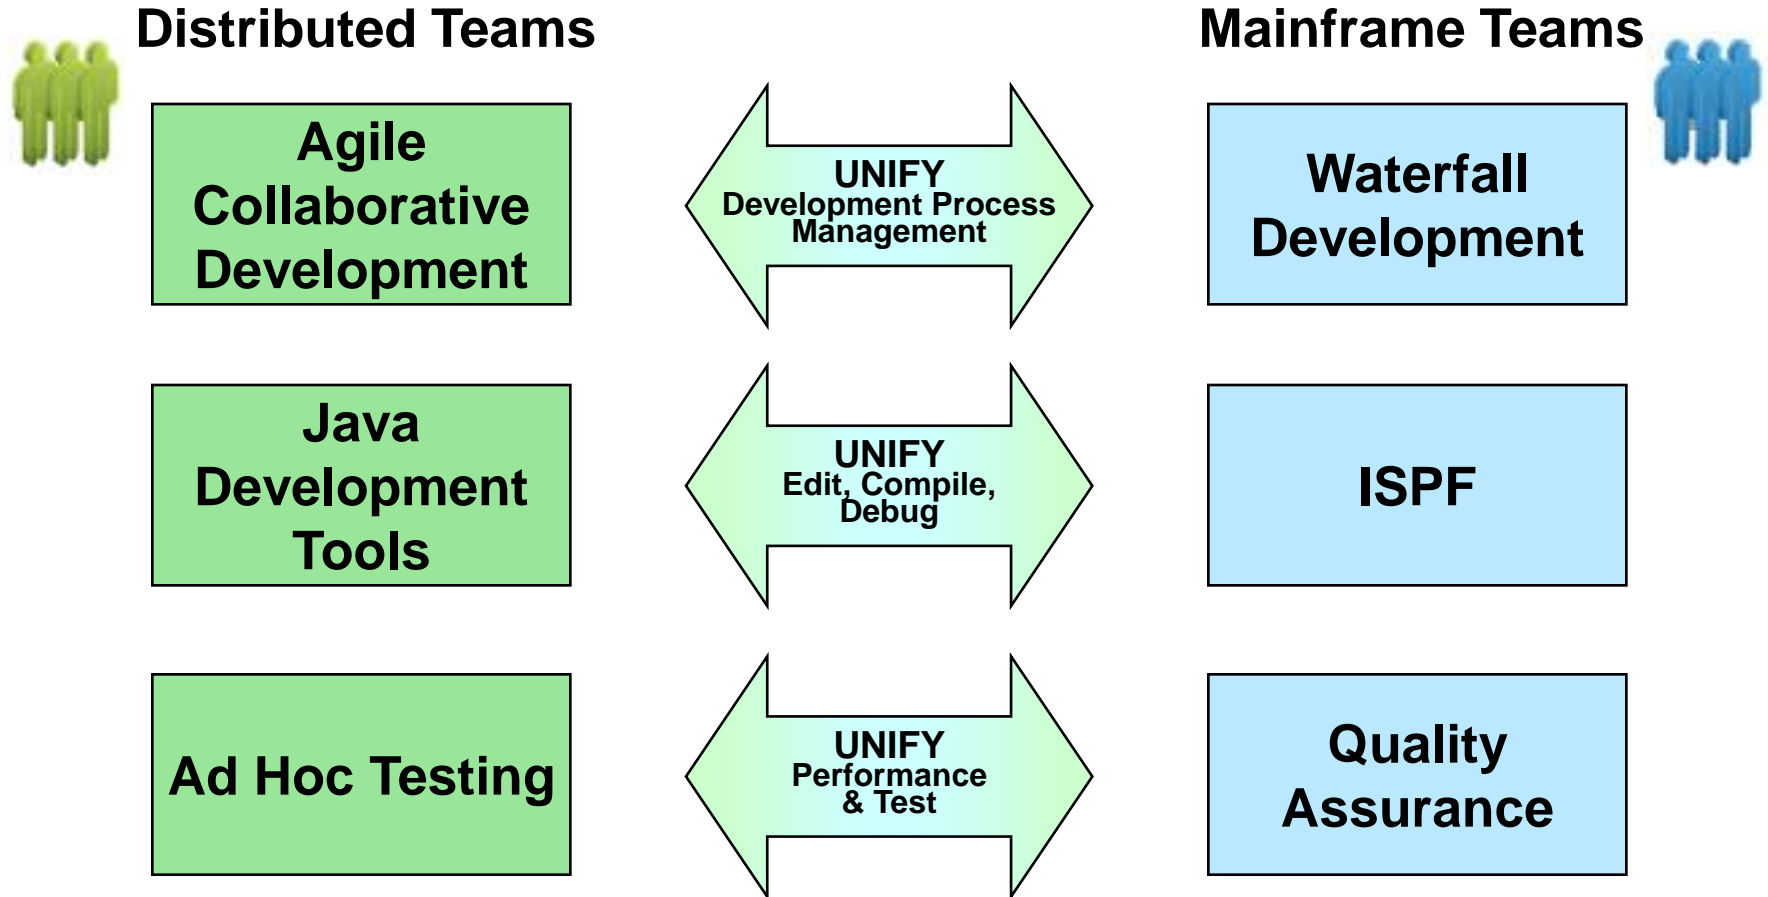 Distributed Teams
Mainframe Teams
Agile
Collaborative
Development
UNIFY
Development Process
Management
Waterfall
Development
Java
Development
Tools
UNIFY
Edit, Compile,
Debug
ISPF
Ad Hoc Testing
UNIFY
Performance
& Test
Quality
Assurance